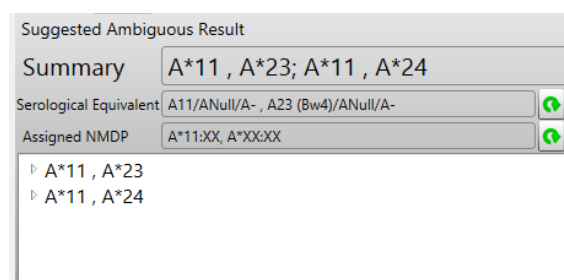 Suggested Ambiguous Result
Summary A*11 , A*23; A*11 , A*24
Serological Equivalent A11/ANull/A- , A23 (Bw4)/ANull/A-
Assigned NMDP A*11:XX, A*XX:XX
A*11 , A*23
A*11 , A*24